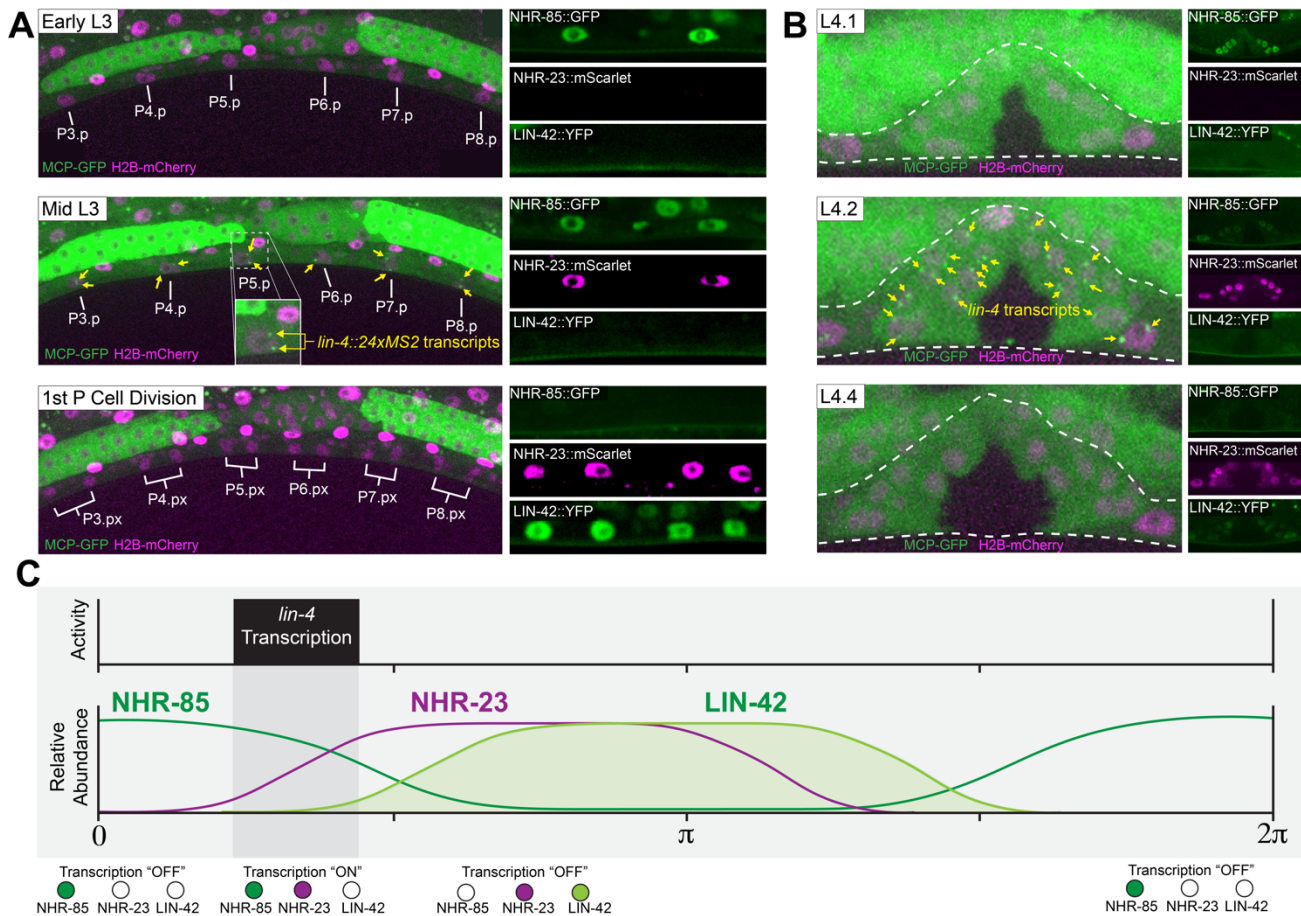 A
Early L3
P3.p
P4.p
P5.p
P6.p
P7.p
P8.p
MCP-GFP H2B-mCherry
NHR-85::GFP
NHR-23::mScarlet
LIN-42::YFP
Mid L3
P3.p
P4.p
P5.p
P6.p
P7.p
P8.p
lin-4::24xMS2 transcripts
MCP-GFP H2B-mCherry
NHR-85::GFP
NHR-23::mScarlet
LIN-42::YFP
1st P Cell Division
P3.px
P4.px
P5.px
P6.px
P7.px
P8.px
MCP-GFP H2B-mCherry
NHR-85::GFP
NHR-23::mScarlet
LIN-42::YFP
B
L4.1
MCP-GFP H2B-mCherry
NHR-85::GFP
NHR-23::mScarlet
LIN-42::YFP
L4.2
lin-4 transcripts
MCP-GFP H2B-mCherry
NHR-85::GFP
NHR-23::mScarlet
LIN-42::YFP
L4.4
MCP-GFP H2B-mCherry
NHR-85::GFP
NHR-23::mScarlet
LIN-42::YFP
C
Activity
lin-4
Transcription
Relative
Abundance
NHR-85
NHR-23
LIN-42
0
π
2π
Transcription “OFF”
NHR-85 NHR-23 LIN-42
Transcription “ON”
NHR-85 NHR-23 LIN-42
Transcription “OFF”
NHR-85 NHR-23 LIN-42
Transcription “OFF”
NHR-85 NHR-23 LIN-42